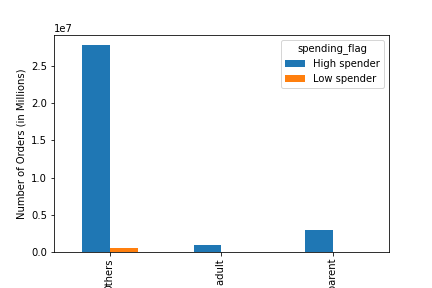 1e7
spending_flag
High spender
Low spender
2.5
2.0
1.5
1.0
0.5
0.0
Number of Orders (in Millions)
adult